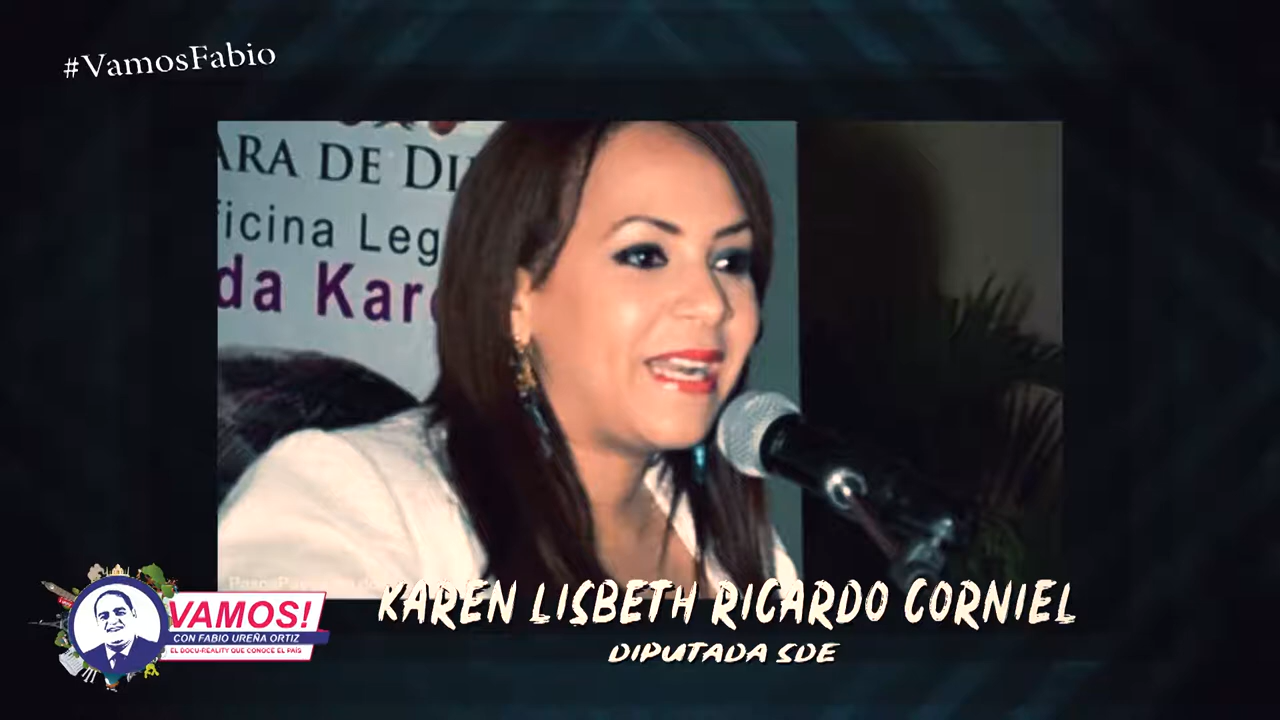 #VamosFabio
ARA DE DI
ficina Leg
da Kar
KAREN LISBETH RICARDO CORNIEL
DIPUTADA SDE
VAMOS!
CON FABIO UREÑA ORTIZ
EL DOCU-REALITY QUE CONOCE EL PAÍS